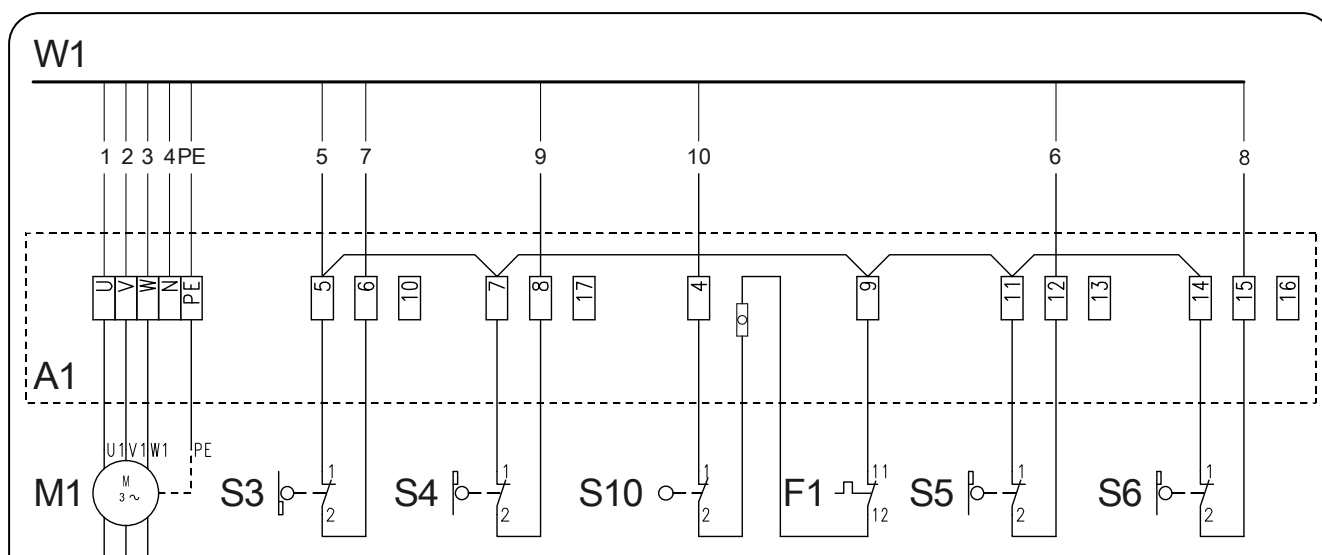 W1
1 2 3 4 PE 5 7 9 10 6 8
U V W N PE 5 6 10 7 8 17 4 9 11 12 13 14 15 16
A1
U1 V1 W1 PE
1 1 1 11 1 1
M1 M 3 ~ S3 S4 S10 F1 S5 S6
2 2 2 12 2 2